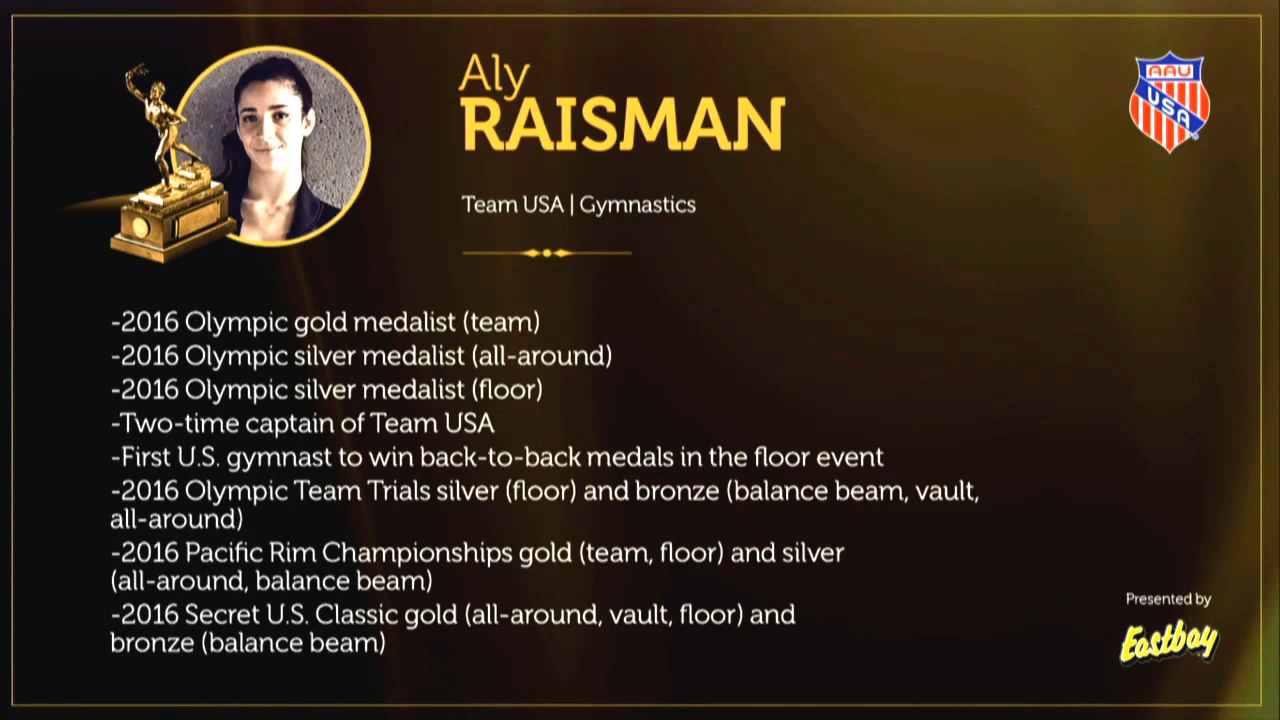 Aly
RAISMAN
AAU
USA
Team USA | Gymnastics
-2016 Olympic gold medalist (team)
-2016 Olympic silver medalist (all-around)
-2016 Olympic silver medalist (floor)
-Two-time captain of Team USA
-First U.S. gymnast to win back-to-back medals in the floor event
-2016 Olympic Team Trials silver (floor) and bronze (balance beam, vault,
all-around)
-2016 Pacific Rim Championships gold (team, floor) and silver
(all-around, balance beam)
-2016 Secret U.S. Classic gold (all-around, vault, floor) and
bronze (balance beam)
Presented by
Eastbay